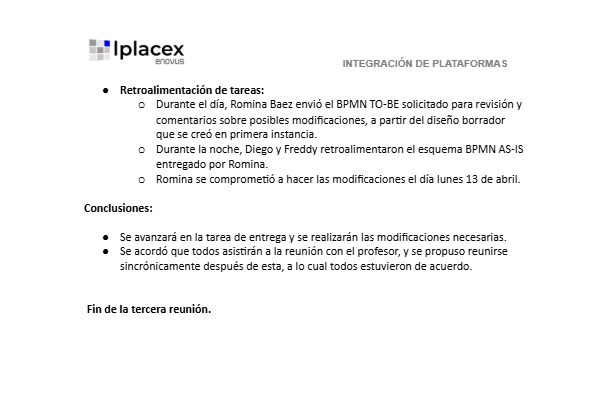 Iplacex
enovus
INTEGRACIÓN DE PLATAFORMAS
● Retroalimentación de tareas:
o Durante el día, Romina Baez envió el BPMN TO-BE solicitado para revisión y
comentarios sobre posibles modificaciones, a partir del diseño borrador
que se creó en primera instancia.
o Durante la noche, Diego y Freddy retroalimentaron el esquema BPMN AS-IS
entregado por Romina.
o Romina se comprometió a hacer las modificaciones el día lunes 13 de abril.
Conclusiones:
● Se avanzará en la tarea de entrega y se realizarán las modificaciones necesarias.
● Se acordó que todos asistirán a la reunión con el profesor, y se propuso reunirse
sincrónicamente después de esta, a lo cual todos estuvieron de acuerdo.
Fin de la tercera reunión.